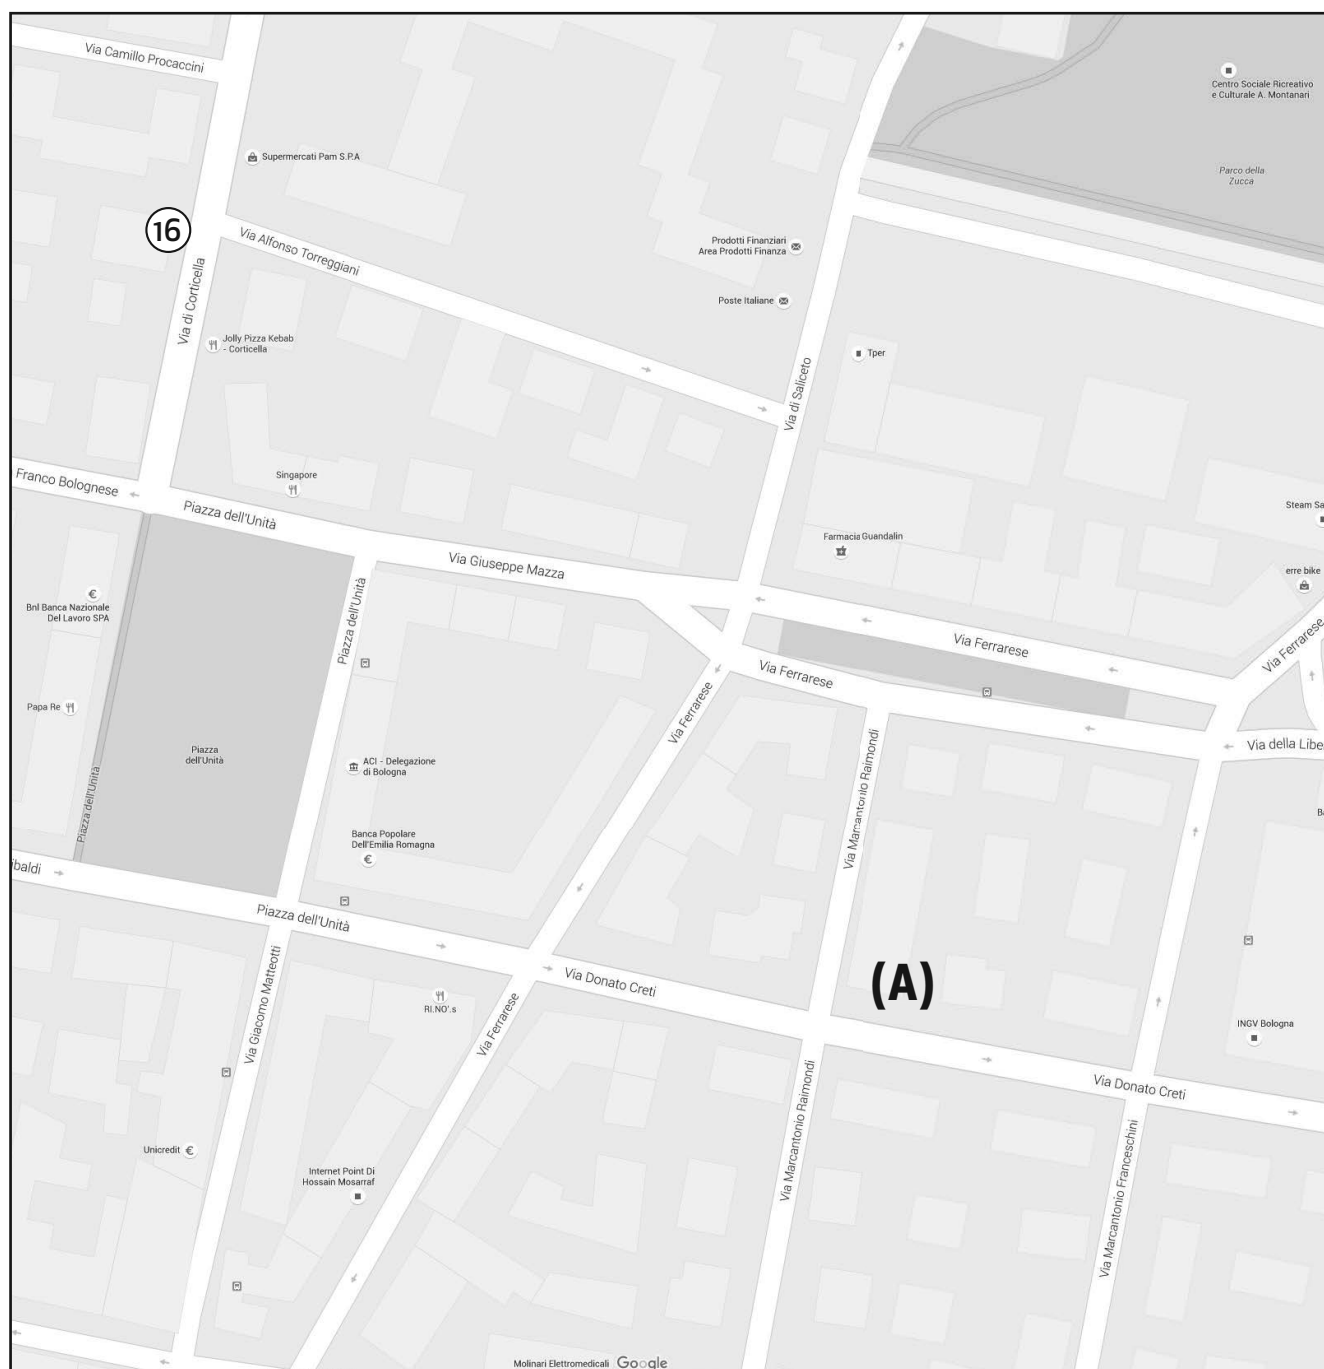 Via Camillo Procaccini
Centro Sociale Ricreativo
e Culturale A. Montanari
Supermercati Pam S.P.A
Parco della
Zucca
16
Via Alfonso Torreggiani
Prodotti Finanziari
Area Prodotti Finanza
Via di Corticella
Poste Italiane
Jolly Pizza Kebab
- Corticella
Tper
Via di Saliceto
Franco Bolognese
Singapore
Piazza dell'Unità
Steam Sa
Farmacia Guandalin
Via Giuseppe Mazza
erre bike
Bnl Banca Nazionale
Del Lavoro SPA
Piazza dell'Unità
Via Ferrarese
Via Ferrarese
Via Ferrarese
Via Ferrarese
Papa Re
Piazza
dell'Unità
Via della Libe
Via Marcantonio Raimondi
ACI - Delegazione
di Bologna
Piazza dell'Unità
Ba
Banca Popolare
Dell'Emilia Romagna
ibaldi
Piazza dell'Unità
Via Donato Creti
(A)
RI.NO'.s
Via Giacomo Matteotti
Via Ferrarese
INGV Bologna
Via Donato Creti
Via Marcantonio Raimondi
Unicredit
Internet Point Di
Hossain Mosarraf
Via Marcantonio Franceschini
Molinari Elettromedicali
Google